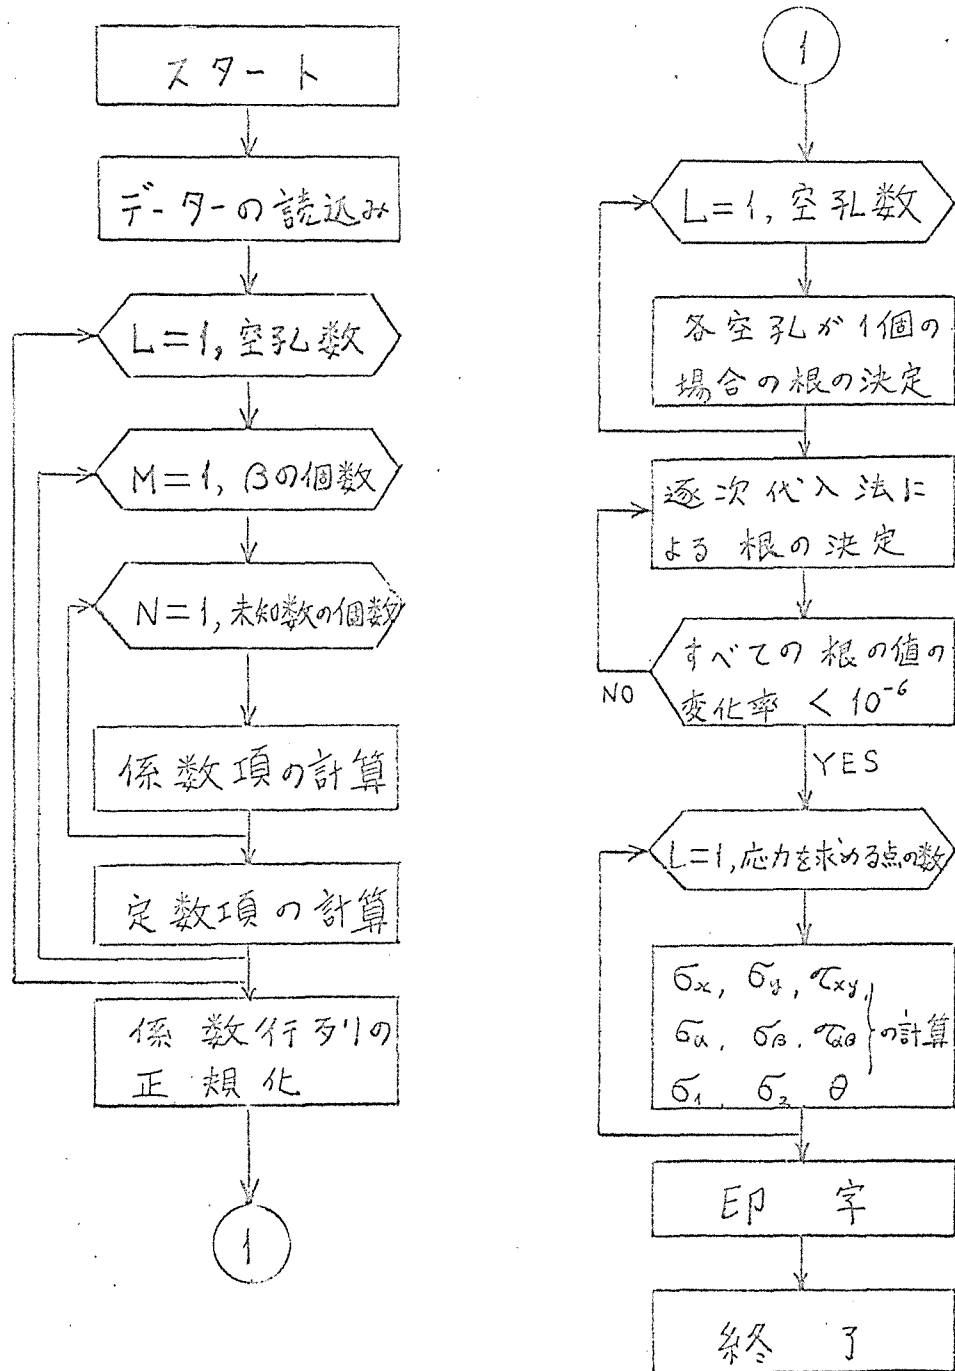 スタート
データーの読込み
L=1, 空孔数
M=1, βの個数
N=1, 未知数の個数
係数項の計算
定数項の計算
係数行列の
正規化
1
1
L=1, 空孔数
各空孔が1個の
場合の根の決定
逐次代入法に
よる根の決定
すべての根の値の
変化率 < 10⁻⁶
NO
YES
L=1, 応力を求める点の数
σx, σy, τxy,
σα, σβ, ταβ の計算
σ1, σ2 θ
印字
終了